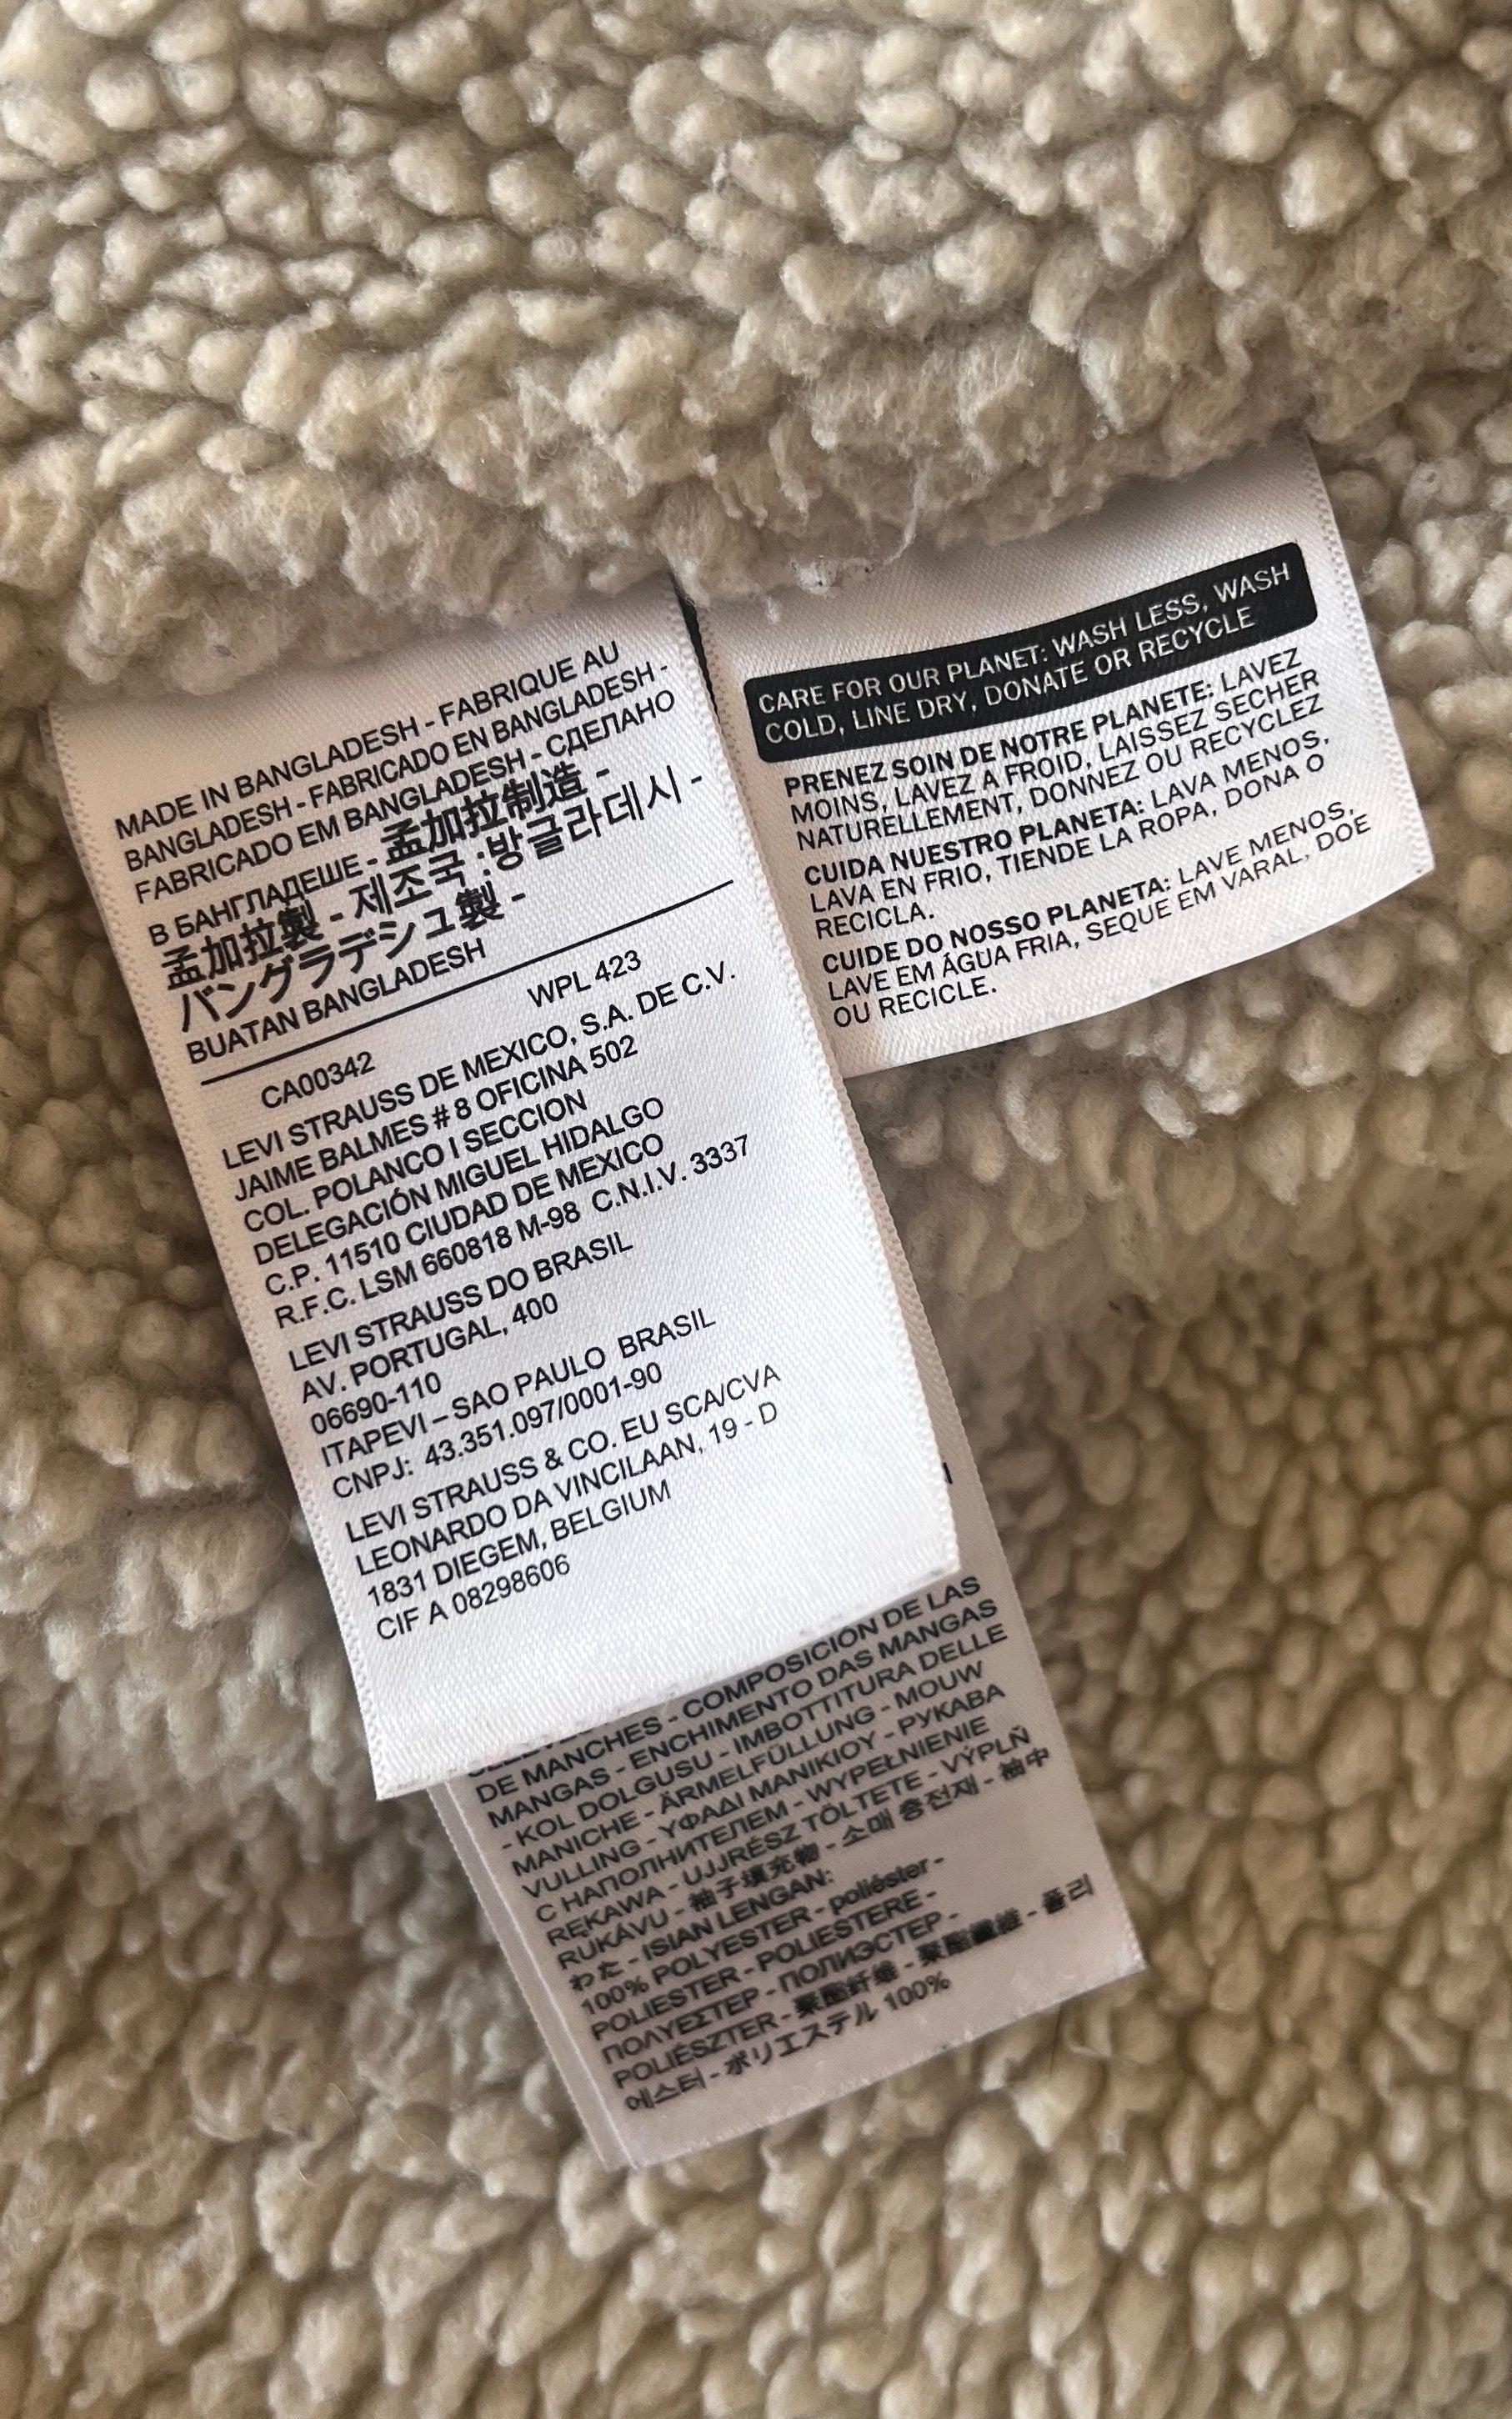 MADE IN BANGLADESH - FABRIQUE AU
BANGLADESH - FABRICADO EN BANGLADESH -
FABRICADO EM BANGLADESH - СДЕЛАНО
В БАНГЛАДЕШЕ - 孟加拉制造 -
孟加拉製 - 제조국 :방글라데시 -
バングラデシュ製 -
BUATAN BANGLADESH
CA00342 WPL 423
LEVI STRAUSS DE MEXICO, S.A. DE C.V.
JAIME BALMES # 8 OFICINA 502
COL. POLANCO I SECCION
DELEGACIÓN MIGUEL HIDALGO
C.P. 11510 CIUDAD DE MEXICO
R.F.C. LSM 660818 M-98 C.N.I.V. 3337
LEVI STRAUSS DO BRASIL
AV. PORTUGAL, 400
06690-110
ITAPEVI – SAO PAULO BRASIL
CNPJ: 43.351.097/0001-90
LEVI STRAUSS & CO. EU SCA/CVA
LEONARDO DA VINCILAAN, 19 - D
1831 DIEGEM, BELGIUM
CIF A 08298606
CARE FOR OUR PLANET: WASH LESS, WASH
COLD, LINE DRY, DONATE OR RECYCLE
PRENEZ SOIN DE NOTRE PLANETE: LAVEZ
MOINS, LAVEZ A FROID, LAISSEZ SECHER
NATURELLEMENT, DONNEZ OU RECYCLEZ
CUIDA NUESTRO PLANETA: LAVA MENOS,
LAVA EN FRIO, TIENDE LA ROPA, DONA O
RECICLA.
CUIDE DO NOSSO PLANETA: LAVE MENOS,
LAVE EM ÁGUA FRIA, SEQUE EM VARAL, DOE
OU RECICLE.
DE MANCHES - COMPOSICIÓN DE LAS
MANGAS - ENCHIMENTO DAS MANGAS
- KOL DOLGUSU - IMBOTTITURA DELLE
MANICHE - ÄRMELFÜLLUNG - MOUW
VULLING - ΥΦΑΔΙ ΜΑΝΙΚΙΟΥ - РУКАВА
С НАПОЛНИТЕЛЕМ - WYPEŁNIENIE
RĘKAWA - UJJRÉSZ TÖLTETE - VÝPLŇ
RUKÁVU - 袖子填充物 - 소매 충전재 - 袖中
わた - ISIAN LENGAN:
100% POLYESTER - poliéster -
POLIESTER - POLIESTERE -
ΠΟΛΥΕΣΤΕΡ - ПОЛИЭСТЕР -
POLIÉSZTER - 聚酯纤维 - 聚酯纖維 - 폴리
에스터 - ポリエステル 100%